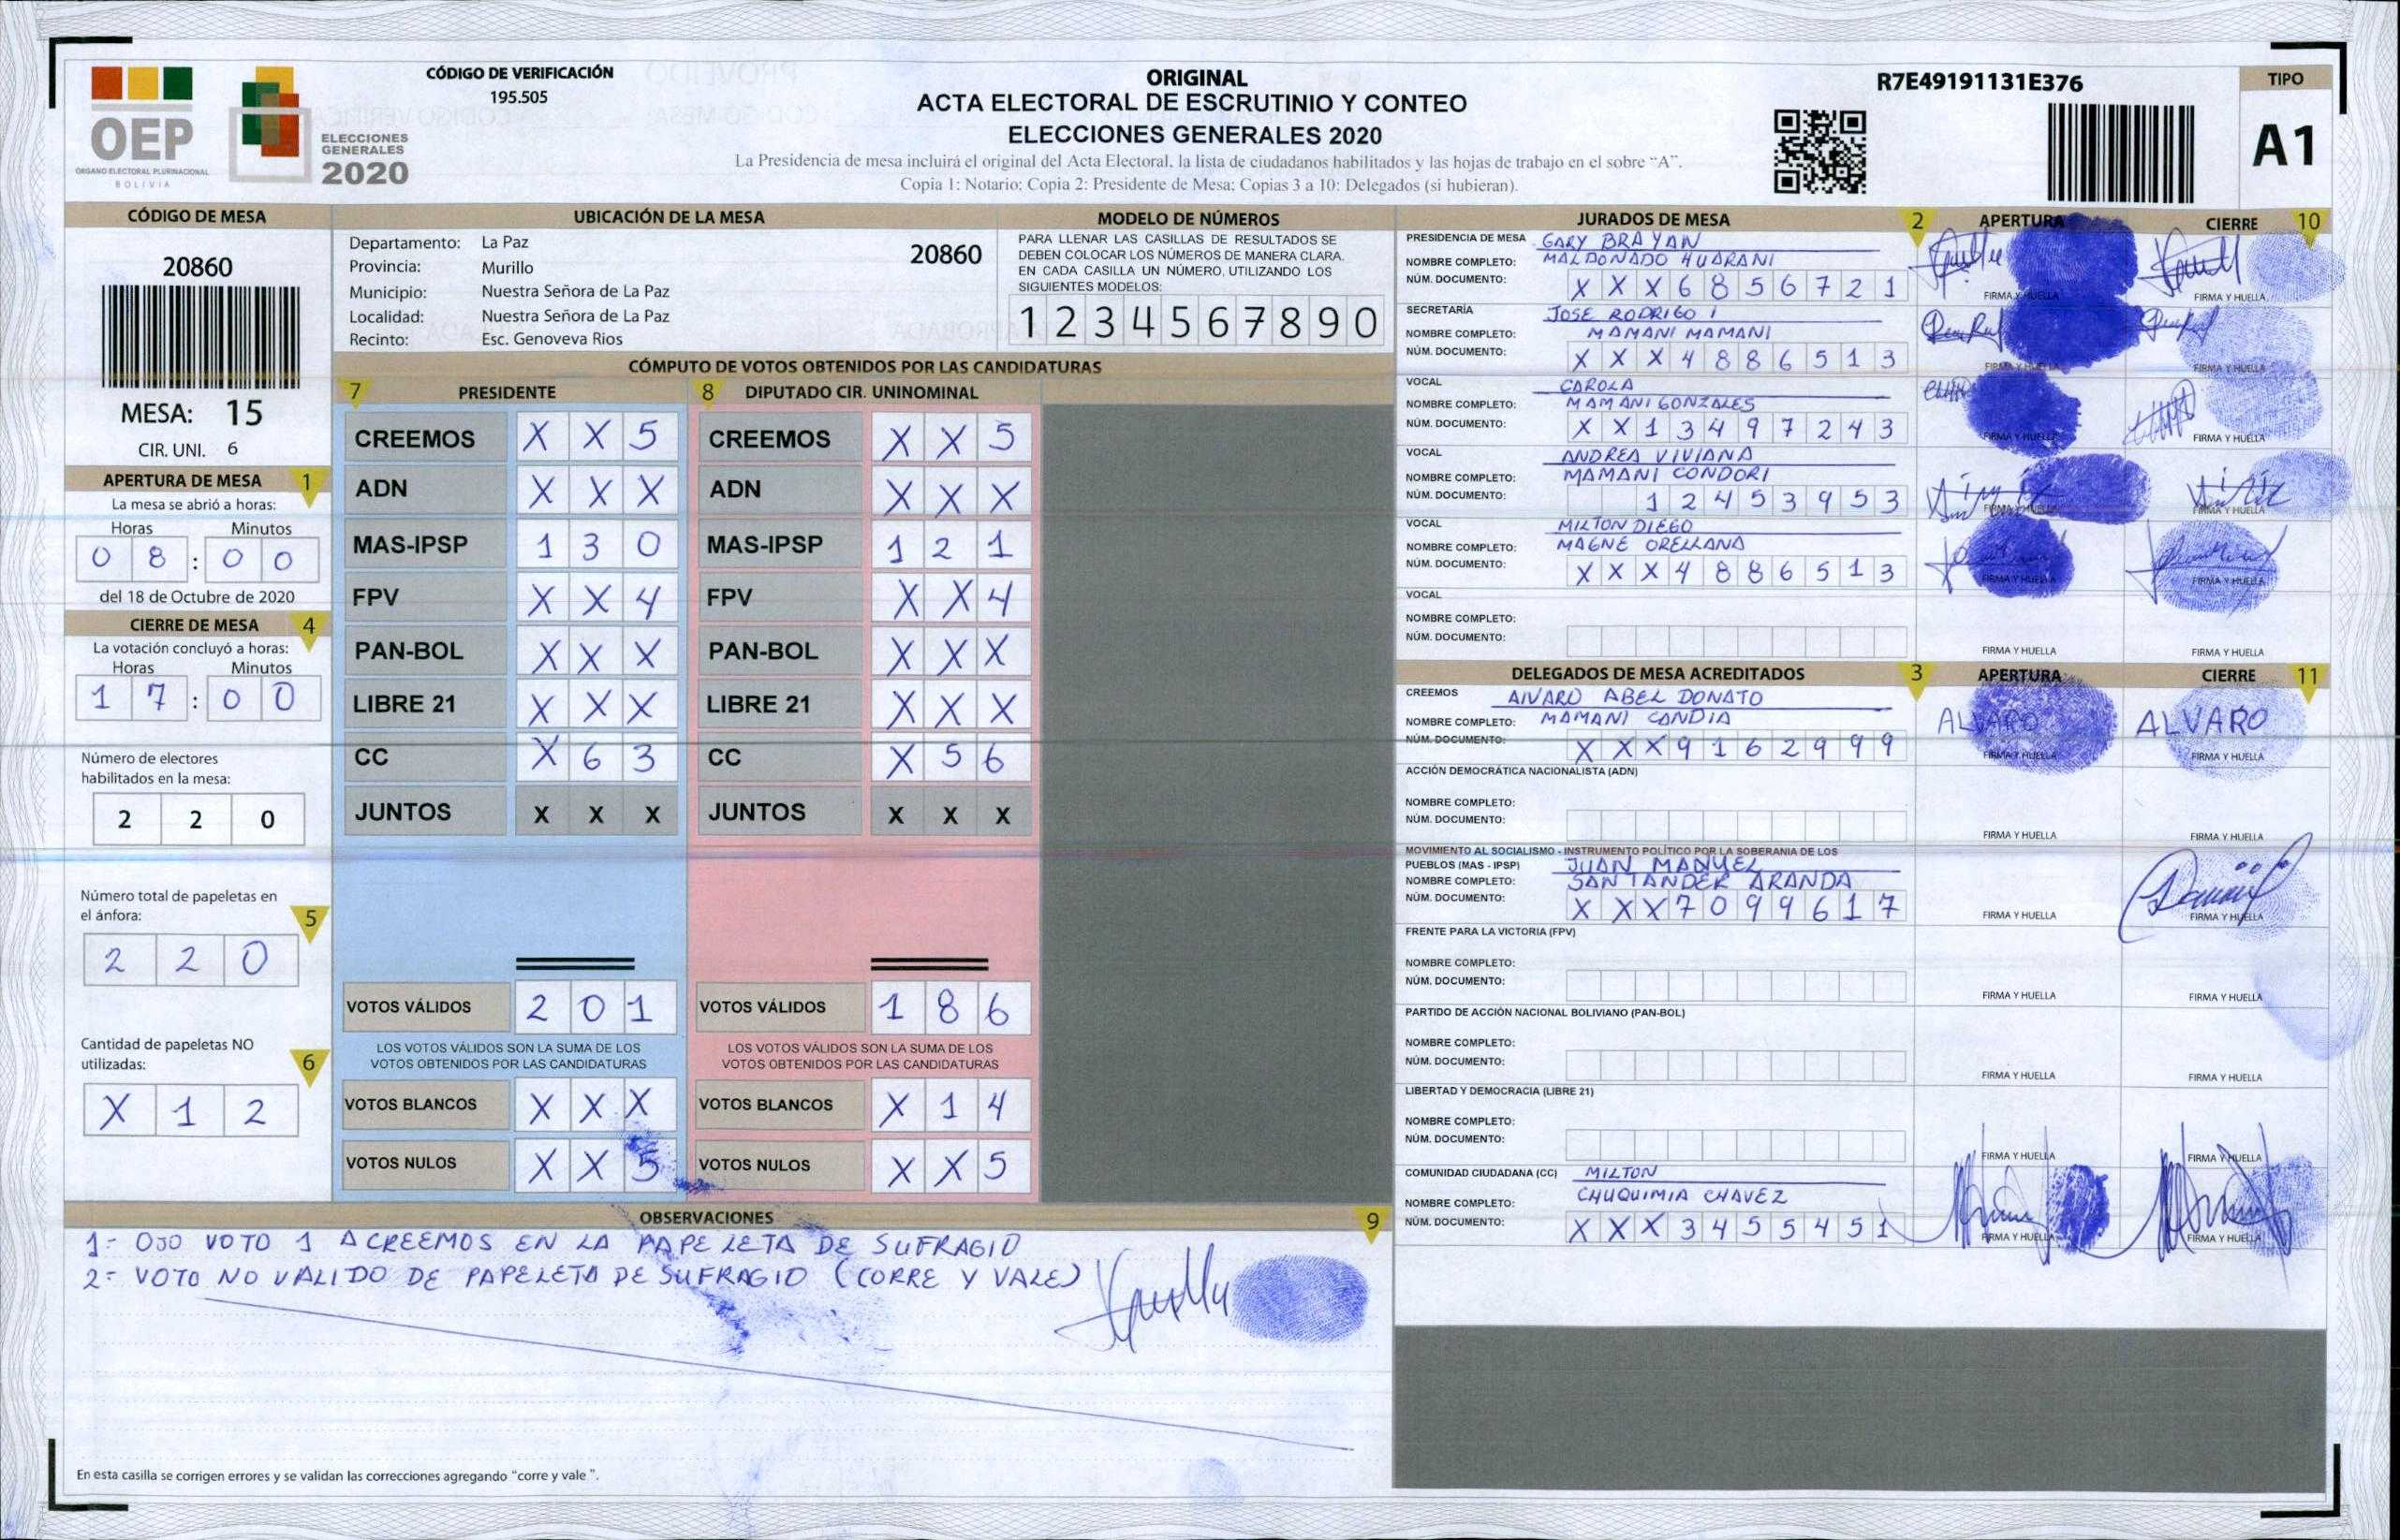 CÓDIGO DE VERIFICACIÓN
195.505
OEP
ÓRGANO ELECTORAL PLURINACIONAL
BOLIVIA
ELECCIONES
GENERALES
2020
ORIGINAL
ACTA ELECTORAL DE ESCRUTINIO Y CONTEO
ELECCIONES GENERALES 2020
La Presidencia de mesa incluirá el original del Acta Electoral, la lista de ciudadanos habilitados y las hojas de trabajo en el sobre "A".
Copia 1: Notario; Copia 2: Presidente de Mesa; Copias 3 a 10: Delegados (si hubieran).
R7E49191131E376
TIPO
A1
CÓDIGO DE MESA
20860
MESA: 15
CIR. UNI. 6
APERTURA DE MESA 1
La mesa se abrió a horas:
Horas Minutos
0 8 : 0 0
del 18 de Octubre de 2020
CIERRE DE MESA 4
La votación concluyó a horas:
Horas Minutos
1 7 : 0 0
Número de electores
habilitados en la mesa:
2 2 0
Número total de papeletas en
el ánfora: 5
2 2 0
Cantidad de papeletas NO
utilizadas: 6
X 1 2
UBICACIÓN DE LA MESA
Departamento: La Paz 20860
Provincia: Murillo
Municipio: Nuestra Señora de La Paz
Localidad: Nuestra Señora de La Paz
Recinto: Esc. Genoveva Rios
MODELO DE NÚMEROS
PARA LLENAR LAS CASILLAS DE RESULTADOS SE
DEBEN COLOCAR LOS NÚMEROS DE MANERA CLARA.
EN CADA CASILLA UN NÚMERO, UTILIZANDO LOS
SIGUIENTES MODELOS:
1 2 3 4 5 6 7 8 9 0
CÓMPUTO DE VOTOS OBTENIDOS POR LAS CANDIDATURAS
7 PRESIDENTE 8 DIPUTADO CIR. UNINOMINAL
CREEMOS X X 5 CREEMOS X X 5
ADN X X X ADN X X X
MAS-IPSP 1 3 0 MAS-IPSP 1 2 1
FPV X X 4 FPV X X 4
PAN-BOL X X X PAN-BOL X X X
LIBRE 21 X X X LIBRE 21 X X X
CC X 6 3 CC X 5 6
JUNTOS X X X JUNTOS X X X
VOTOS VÁLIDOS 2 0 1 VOTOS VÁLIDOS 1 8 6
LOS VOTOS VÁLIDOS SON LA SUMA DE LOS LOS VOTOS VÁLIDOS SON LA SUMA DE LOS
VOTOS OBTENIDOS POR LAS CANDIDATURAS VOTOS OBTENIDOS POR LAS CANDIDATURAS
VOTOS BLANCOS X X X VOTOS BLANCOS X 1 4
VOTOS NULOS X X 5 VOTOS NULOS X X 5
OBSERVACIONES 9
1- OJO VOTO 1 A CREEMOS EN LA PAPELETA DE SUFRAGIO
2- VOTO NO VALIDO DE PAPELETA DE SUFRAGIO (CORRE Y VALE)
En esta casilla se corrigen errores y se validan las correcciones agregando "corre y vale ".
JURADOS DE MESA 2 APERTURA CIERRE 10
PRESIDENCIA DE MESA GARY BRAYAN
NOMBRE COMPLETO: MALDONADO HUARANI
NÚM. DOCUMENTO: X X X 6 8 5 6 7 2 1 FIRMA Y HUELLA FIRMA Y HUELLA
SECRETARÍA JOSE RODRIGO
NOMBRE COMPLETO: MAMANI MAMANI
NÚM. DOCUMENTO: X X X 4 8 8 6 5 1 3 FIRMA Y HUELLA FIRMA Y HUELLA
VOCAL CAROLA
NOMBRE COMPLETO: MAMANI GONZALES
NÚM. DOCUMENTO: X X 1 3 4 9 7 2 4 3 FIRMA Y HUELLA FIRMA Y HUELLA
VOCAL ANDREA VIVIANA
NOMBRE COMPLETO: MAMANI CONDORI
NÚM. DOCUMENTO: 1 2 4 5 3 9 5 3 FIRMA Y HUELLA FIRMA Y HUELLA
VOCAL MILTON DIEGO
NOMBRE COMPLETO: MAGNE ORELLANA
NÚM. DOCUMENTO: X X X 4 8 8 6 5 1 3 FIRMA Y HUELLA FIRMA Y HUELLA
VOCAL
NOMBRE COMPLETO:
NÚM. DOCUMENTO: FIRMA Y HUELLA FIRMA Y HUELLA
DELEGADOS DE MESA ACREDITADOS 3 APERTURA CIERRE 11
CREEMOS AIVARO ABEL DONATO
NOMBRE COMPLETO: MAMANI CANDIA ALVARO ALVARO
NÚM. DOCUMENTO: X X X 9 1 6 2 9 9 9 FIRMA Y HUELLA FIRMA Y HUELLA
ACCIÓN DEMOCRÁTICA NACIONALISTA (ADN)
NOMBRE COMPLETO:
NÚM. DOCUMENTO: FIRMA Y HUELLA FIRMA Y HUELLA
MOVIMIENTO AL SOCIALISMO - INSTRUMENTO POLÍTICO POR LA SOBERANIA DE LOS
PUEBLOS (MAS - IPSP) JUAN MANUEL
NOMBRE COMPLETO: SANTANDER ARANDA
NÚM. DOCUMENTO: X X X 7 0 9 9 6 1 7 FIRMA Y HUELLA FIRMA Y HUELLA
FRENTE PARA LA VICTORIA (FPV)
NOMBRE COMPLETO:
NÚM. DOCUMENTO: FIRMA Y HUELLA FIRMA Y HUELLA
PARTIDO DE ACCIÓN NACIONAL BOLIVIANO (PAN-BOL)
NOMBRE COMPLETO:
NÚM. DOCUMENTO: FIRMA Y HUELLA FIRMA Y HUELLA
LIBERTAD Y DEMOCRACIA (LIBRE 21)
NOMBRE COMPLETO:
NÚM. DOCUMENTO: FIRMA Y HUELLA FIRMA Y HUELLA
COMUNIDAD CIUDADANA (CC) MILTON
NOMBRE COMPLETO: CHUQUIMIA CHAVEZ
NÚM. DOCUMENTO: X X X 3 4 5 5 4 5 1 FIRMA Y HUELLA FIRMA Y HUELLA